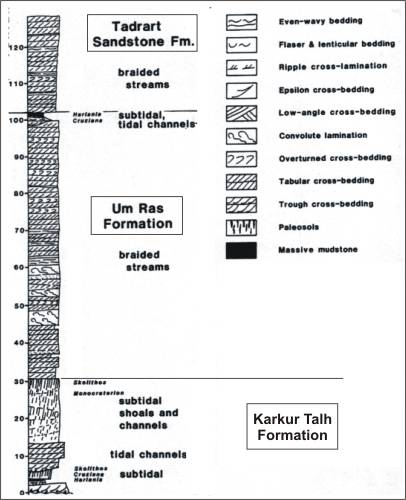 Tadrart
Sandstone Fm.
120
110
braided
streams
Harlania
Cruziana
subtidal,
tidal channels
100
90
80
Um Ras
Formation
70
60
braided
streams
50
40
30
Skolithos
Monocraterion
subtidal
shoals and
channels
20
10
tidal channels
Skolithos
Cruziana
Harlania
subtidal
0
Karkur Talh
Formation
Even-wavy bedding
Flaser & lenticular bedding
Ripple cross-lamination
Epsilon cross-bedding
Low-angle cross-bedding
Convolute lamination
Overturned cross-bedding
Tabular cross-bedding
Trough cross-bedding
Paleosols
Massive mudstone